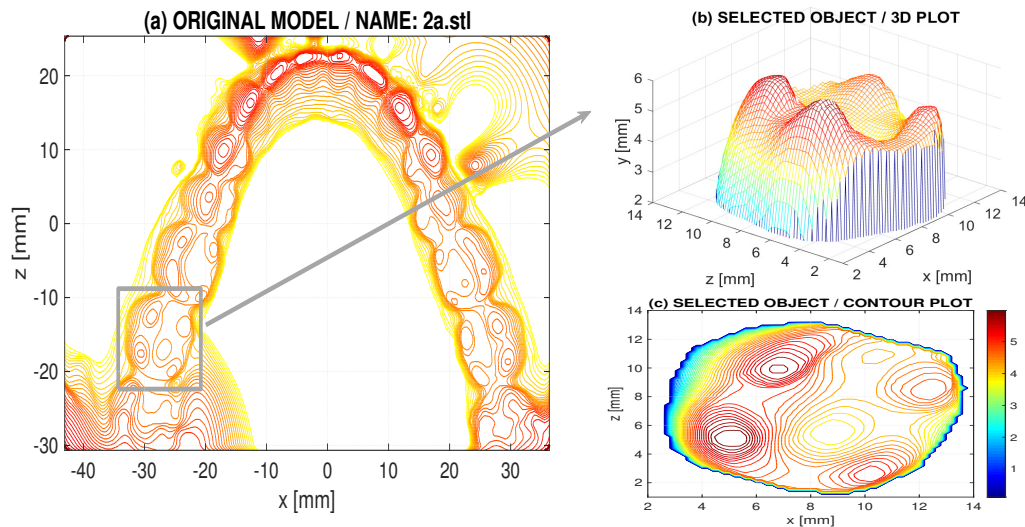 (a) ORIGINAL MODEL / NAME: 2a.stl
20
10
0
-10
-20
-30
z [mm]
-40 -30 -20 -10 0 10 20 30
x [mm]
(b) SELECTED OBJECT / 3D PLOT
6
5
4
3
2
y [mm]
14 12 10 8 6 4 2
z [mm]
2 4 6 8 10 12 14
x [mm]
(c) SELECTED OBJECT / CONTOUR PLOT
14
12
10
8
6
4
2
z [mm]
2 4 6 8 10 12 14
x [mm]
5
4
3
2
1